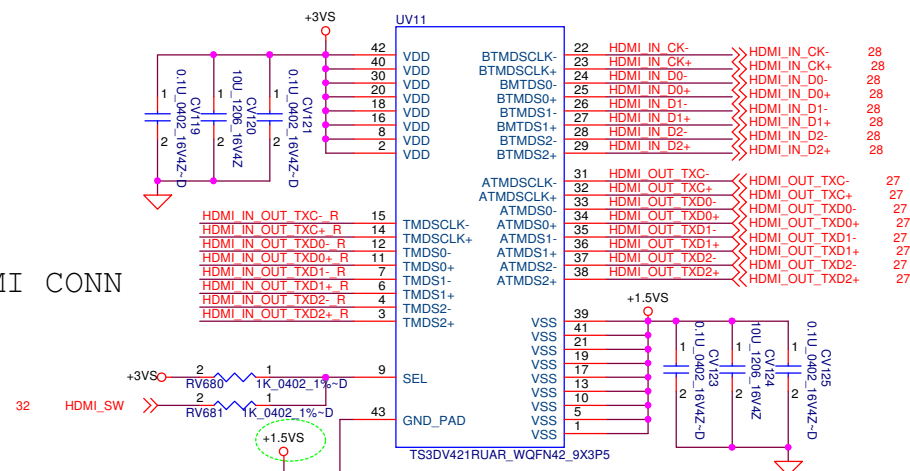 +3VS
UV11
42 VDD BTMDSCLK- 22 HDMI_IN_CK- HDMI_IN_CK- 28
40 VDD BTMDSCLK+ 23 HDMI_IN_CK+ HDMI_IN_CK+ 28
30 VDD BMTDS0- 24 HDMI_IN_D0- HDMI_IN_D0- 28
20 VDD BTMDS0+ 25 HDMI_IN_D0+ HDMI_IN_D0+ 28
18 VDD BTMDS1- 26 HDMI_IN_D1- HDMI_IN_D1- 28
16 VDD BMTDS1+ 27 HDMI_IN_D1+ HDMI_IN_D1+ 28
8 VDD BTMDS2- 28 HDMI_IN_D2- HDMI_IN_D2- 28
2 VDD BTMDS2+ 29 HDMI_IN_D2+ HDMI_IN_D2+ 28
1 2 CV119
0.1U_0402_16V4Z~D
1 2 CV120
10U_1206_16V4Z
1 2 CV121
0.1U_0402_16V4Z~D
ATMDSCLK- 31 HDMI_OUT_TXC- HDMI_OUT_TXC- 27
ATMDSCLK+ 32 HDMI_OUT_TXC+ HDMI_OUT_TXC+ 27
ATMDS0- 33 HDMI_OUT_TXD0- HDMI_OUT_TXD0- 27
ATMDS0+ 34 HDMI_OUT_TXD0+ HDMI_OUT_TXD0+ 27
ATMDS1- 35 HDMI_OUT_TXD1- HDMI_OUT_TXD1- 27
ATMDS1+ 36 HDMI_OUT_TXD1+ HDMI_OUT_TXD1+ 27
ATMDS2- 37 HDMI_OUT_TXD2- HDMI_OUT_TXD2- 27
ATMDS2+ 38 HDMI_OUT_TXD2+ HDMI_OUT_TXD2+ 27
HDMI_IN_OUT_TXC-_R 15 TMDSCLK-
HDMI_IN_OUT_TXC+_R 14 TMDSCLK+
HDMI_IN_OUT_TXD0-_R 12 TMDS0-
HDMI_IN_OUT_TXD0+_R 11 TMDS0+
HDMI_IN_OUT_TXD1-_R 7 TMDS1-
HDMI_IN_OUT_TXD1+_R 6 TMDS1+
HDMI_IN_OUT_TXD2-_R 4 TMDS2-
HDMI_IN_OUT_TXD2+_R 3 TMDS2+
MI CONN
+1.5VS
VSS 39
VSS 41
VSS 21
VSS 19
VSS 17
VSS 13
VSS 10
VSS 5
VSS 1
1 2 CV123
0.1U_0402_16V4Z~D
1 2 CV124
10U_1206_16V4Z
1 2 CV125
0.1U_0402_16V4Z~D
+3VS 2 1 9 SEL
RV680 1K_0402_1%~D
32 HDMI_SW 2 1
RV681 1K_0402_1%~D
43 GND_PAD
+1.5VS
TS3DV421RUAR_WQFN42_9X3P5